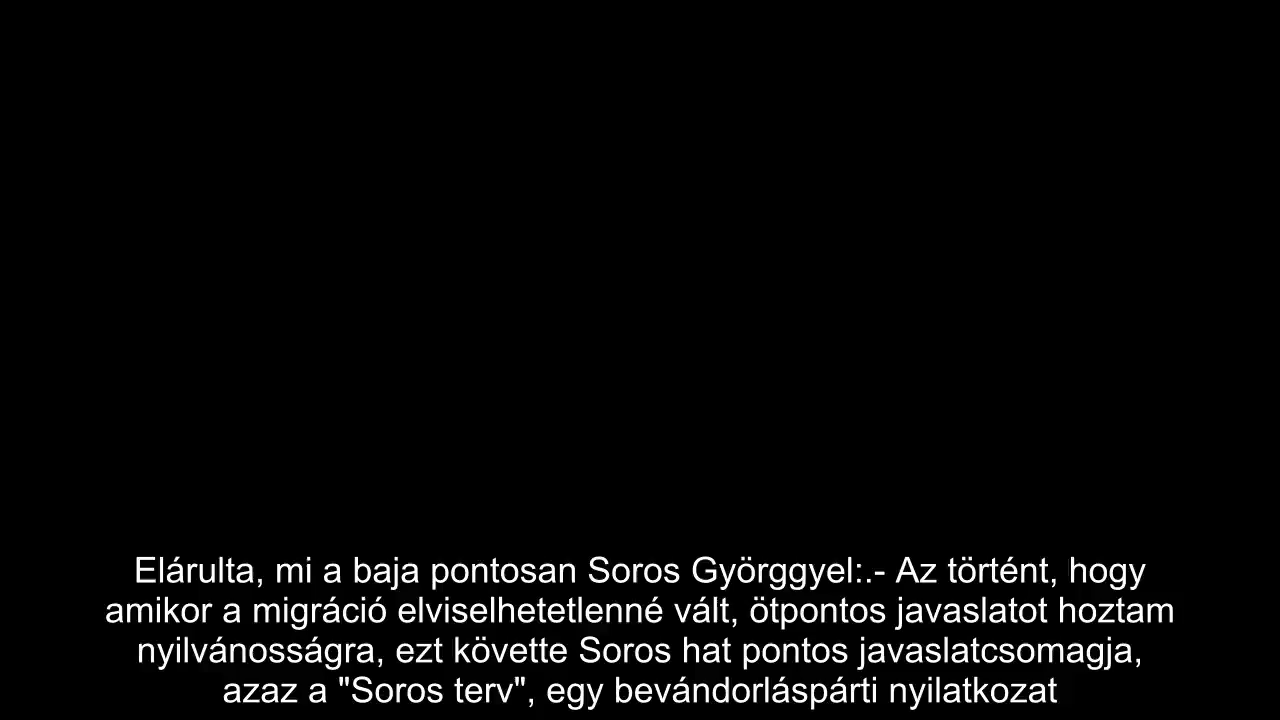 Elárulta, mi a baja pontosan Soros Györggyel:.- Az történt, hogy
amikor a migráció elviselhetetlenné vált, ötpontos javaslatot hoztam
nyilvánosságra, ezt követte Soros hat pontos javaslatcsomagja,
azaz a "Soros terv", egy bevándorláspárti nyilatkozat